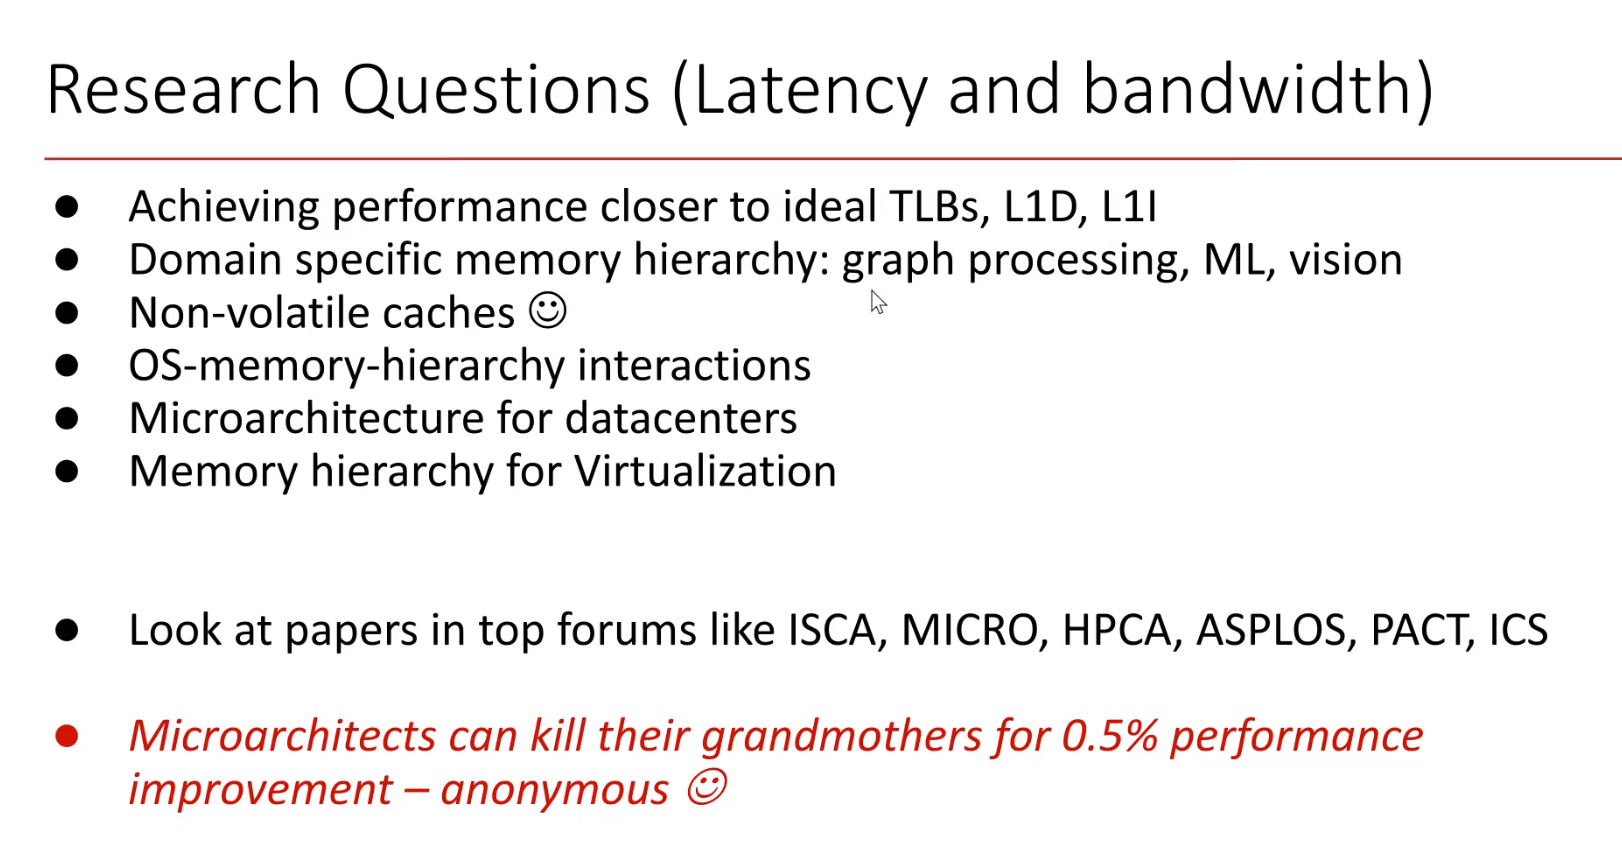 Research Questions (Latency and bandwidth)
● Achieving performance closer to ideal TLBs, L1D, L1I
● Domain specific memory hierarchy: graph processing, ML, vision
● Non-volatile caches ☺
● OS-memory-hierarchy interactions
● Microarchitecture for datacenters
● Memory hierarchy for Virtualization
● Look at papers in top forums like ISCA, MICRO, HPCA, ASPLOS, PACT, ICS
● Microarchitects can kill their grandmothers for 0.5% performance
improvement – anonymous ☺